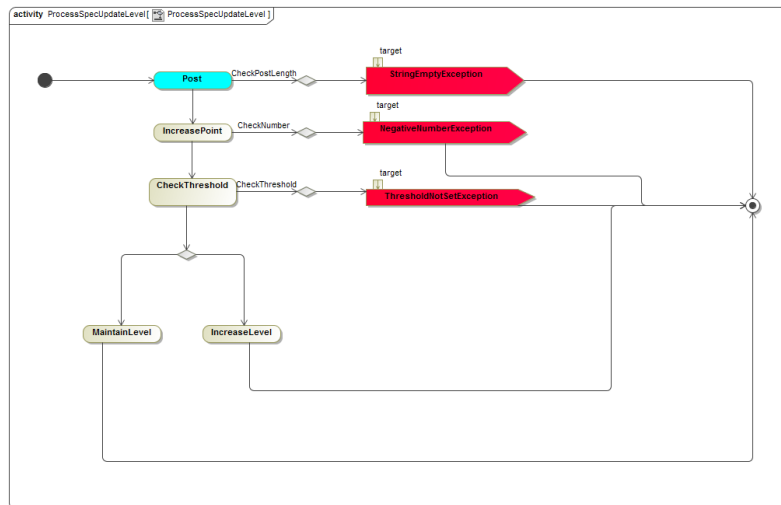 activity ProcessSpecUpdateLevel[ ProcessSpecUpdateLevel ]
target
Post
CheckPostLength
StringEmptyException
target
IncreasePoint
CheckNumber
NegativeNumberException
target
CheckThreshold
CheckThreshold
ThresholdNotSetException
MaintainLevel
IncreaseLevel